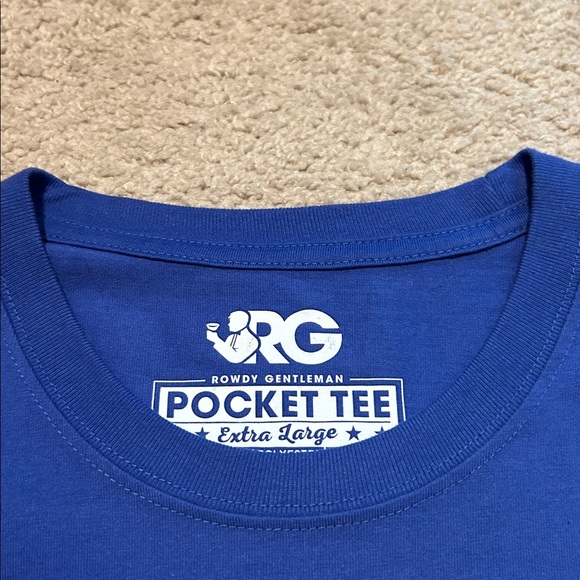 RG
ROWDY GENTLEMAN
POCKET TEE
Extra Large